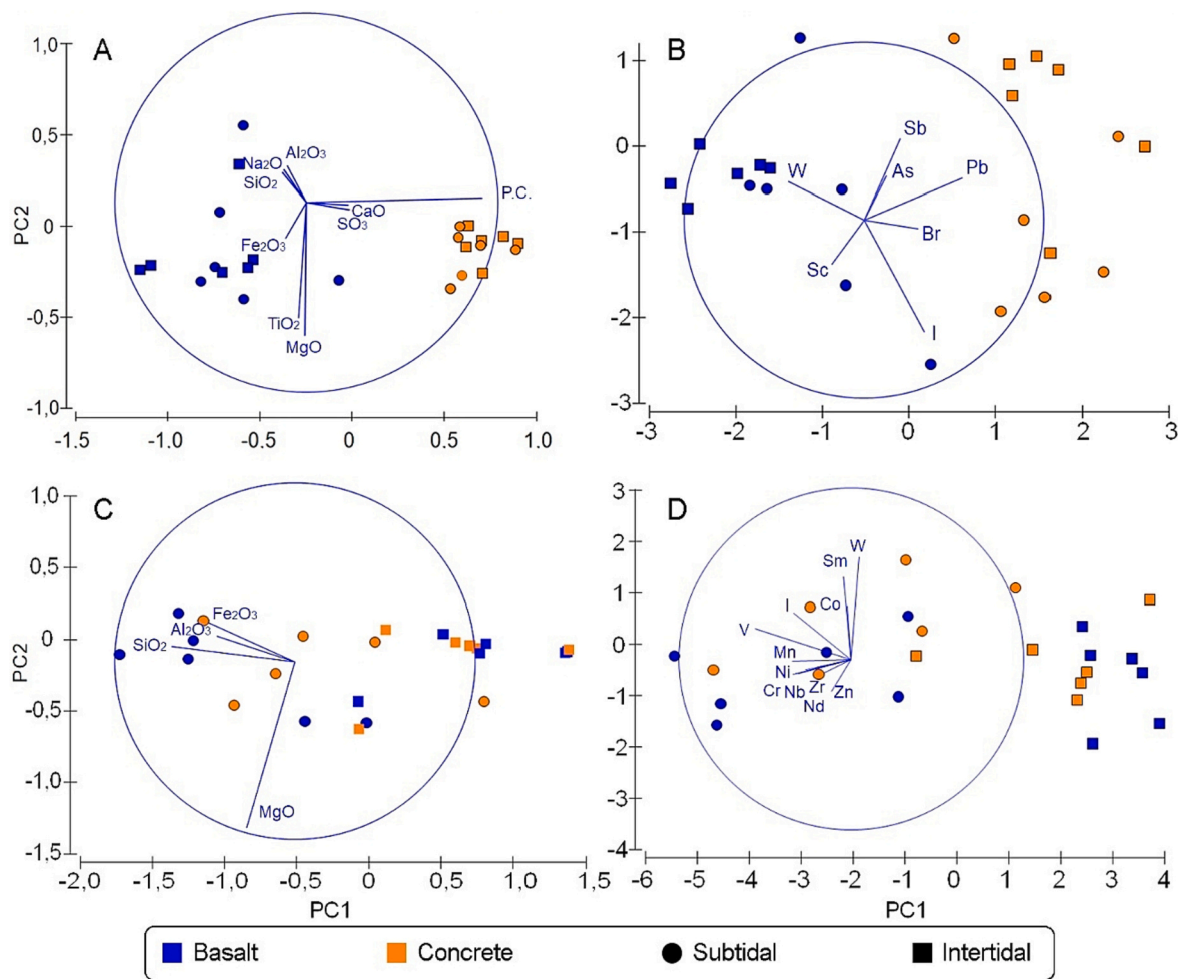 A
B
1,0
0,5
0
-0,5
-1,0
PC2
-1.5
-1.0
-0.5
0
0.5
1.0
Al2O3
Na2O
SiO2
P.C.
CaO
SO3
Fe2O3
TiO2
MgO
1
0
-1
-2
-3
-3
-2
-1
0
1
2
3
Sb
W
As
Pb
Br
Sc
I
C
D
1,0
0,5
0
-0,5
-1.0
-1.5
PC2
-2,0
-1.5
-1.0
-0.5
0
0.5
1.0
1,5
PC1
Fe2O3
Al2O3
SiO2
MgO
3
2
1
0
-1
-2
-3
-4
-6
-5
-4
-3
-2
-1
0
1
2
3
4
PC1
W
Sm
I
Co
V
Mn
Ni
Cr Nb Zr Zn
Nd
Basalt Concrete Subtidal Intertidal